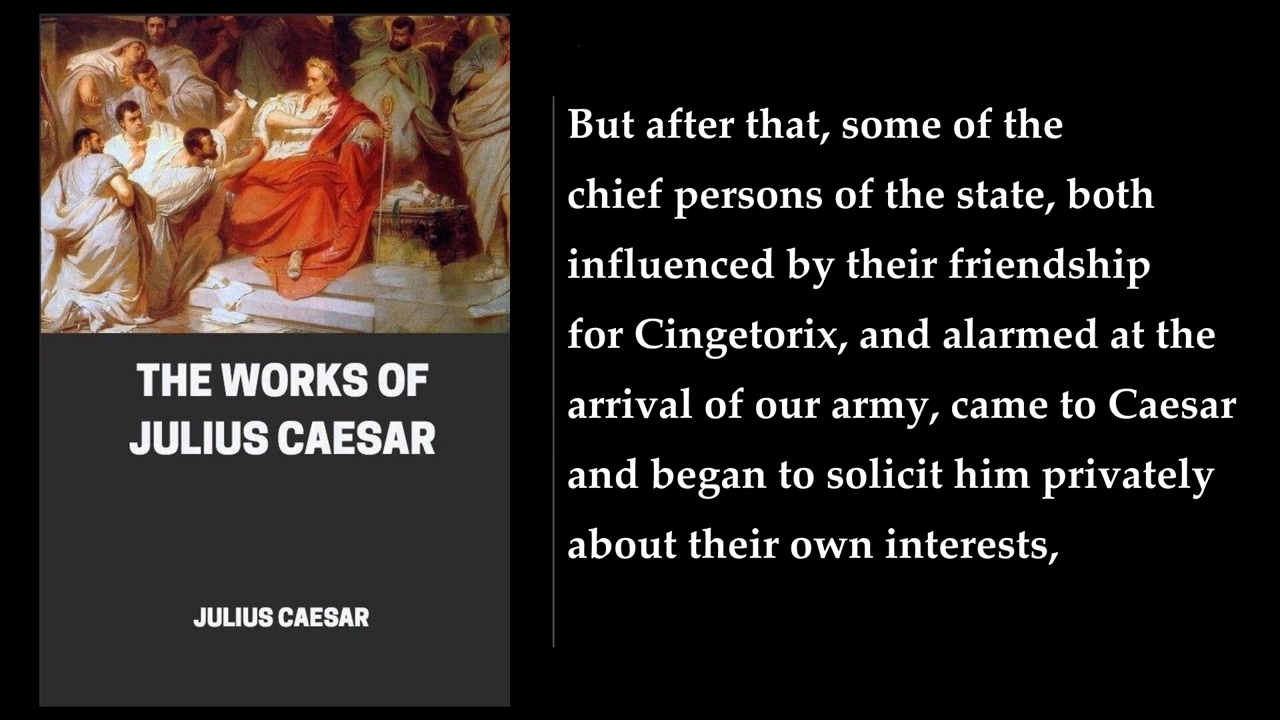 THE WORKS OF
JULIUS CAESAR
JULIUS CAESAR
But after that, some of the
chief persons of the state, both
influenced by their friendship
for Cingetorix, and alarmed at the
arrival of our army, came to Caesar
and began to solicit him privately
about their own interests,